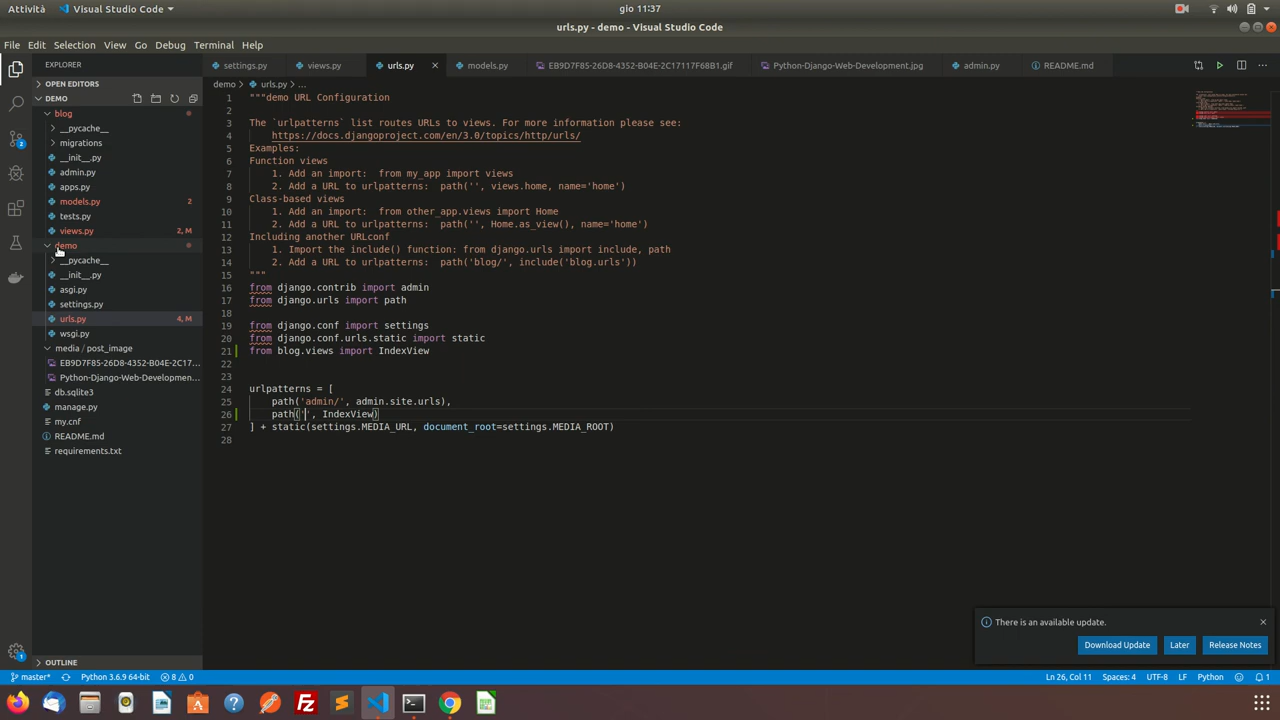 Attività
Visual Studio Code
gio 11:37
urls.py - demo - Visual Studio Code
File Edit Selection View Go Debug Terminal Help
EXPLORER
settings.py
views.py
urls.py
models.py
EB9D7F85-26D8-4352-B04E-2C17117F68B1.gif
Python-Django-Web-Development.jpg
admin.py
README.md
OPEN EDITORS
DEMO
blog
__pycache__
migrations
__init__.py
admin.py
apps.py
models.py 2
tests.py
views.py 2, M
demo
__pycache__
__init__.py
asgi.py
settings.py
urls.py 4, M
wsgi.py
media / post_image
EB9D7F85-26D8-4352-B04E-2C17...
Python-Django-Web-Developmen...
db.sqlite3
manage.py
my.cnf
README.md
requirements.txt
OUTLINE
2
1
demo › urls.py › ...
1 """demo URL Configuration
2
3 The `urlpatterns` list routes URLs to views. For more information please see:
4 https://docs.djangoproject.com/en/3.0/topics/http/urls/
5 Examples:
6 Function views
7 1. Add an import:  from my_app import views
8 2. Add a URL to urlpatterns:  path('', views.home, name='home')
9 Class-based views
10 1. Add an import:  from other_app.views import Home
11 2. Add a URL to urlpatterns:  path('', Home.as_view(), name='home')
12 Including another URLconf
13 1. Import the include() function: from django.urls import include, path
14 2. Add a URL to urlpatterns:  path('blog/', include('blog.urls'))
15 """
16 from django.contrib import admin
17 from django.urls import path
18
19 from django.conf import settings
20 from django.conf.urls.static import static
21 from blog.views import IndexView
22
23
24 urlpatterns = [
25 path('admin/', admin.site.urls),
26 path('', IndexView)
27 ] + static(settings.MEDIA_URL, document_root=settings.MEDIA_ROOT)
28
There is an available update.
Download Update
Later
Release Notes
master*
Python 3.6.9 64-bit
8 0
Ln 26, Col 11
Spaces: 4
UTF-8
LF
Python
1